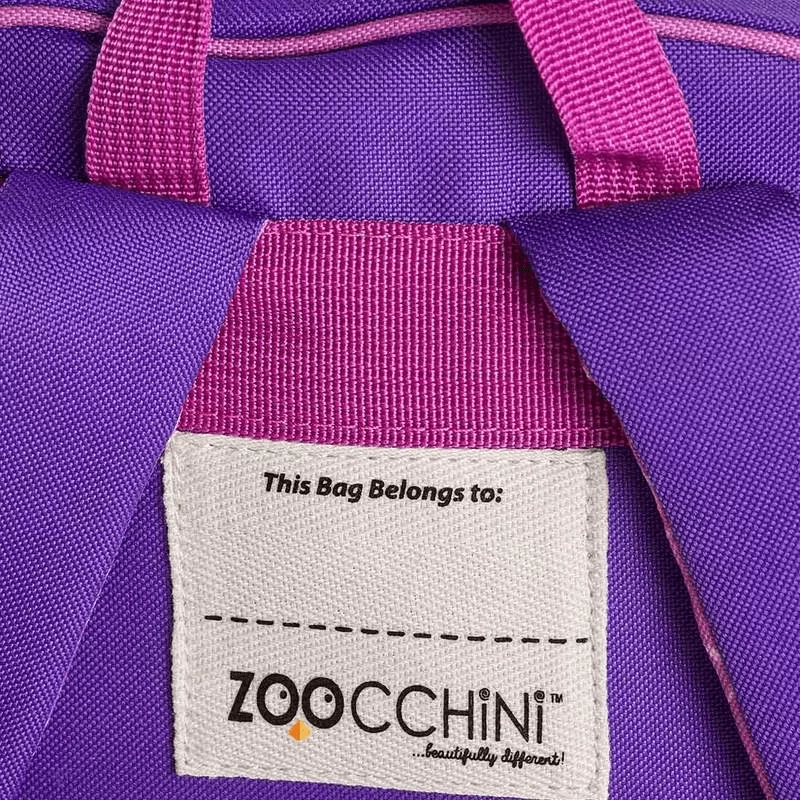 This Bag Belongs to:
ZOOCCHiNi™
...beautifully different!